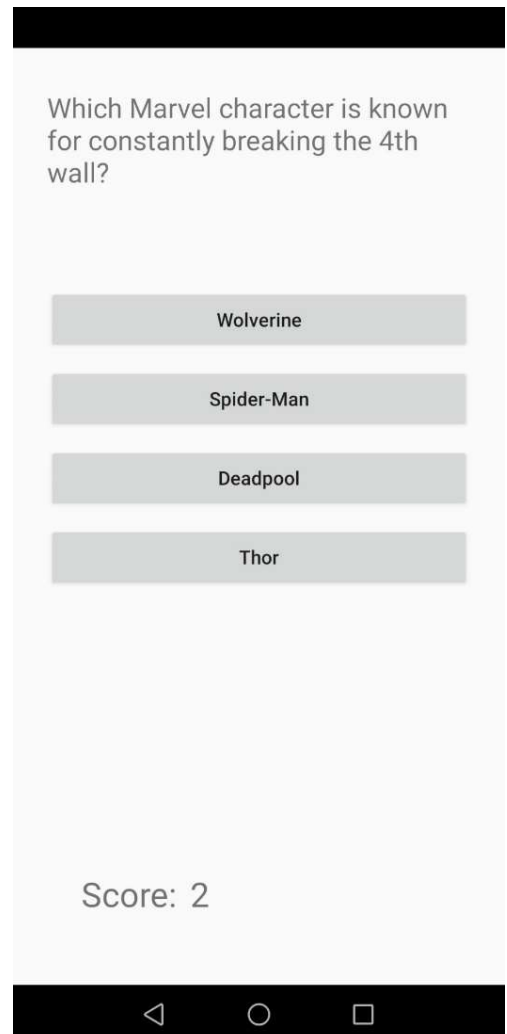 Which Marvel character is known
for constantly breaking the 4th
wall?
Wolverine
Spider-Man
Deadpool
Thor
Score: 2